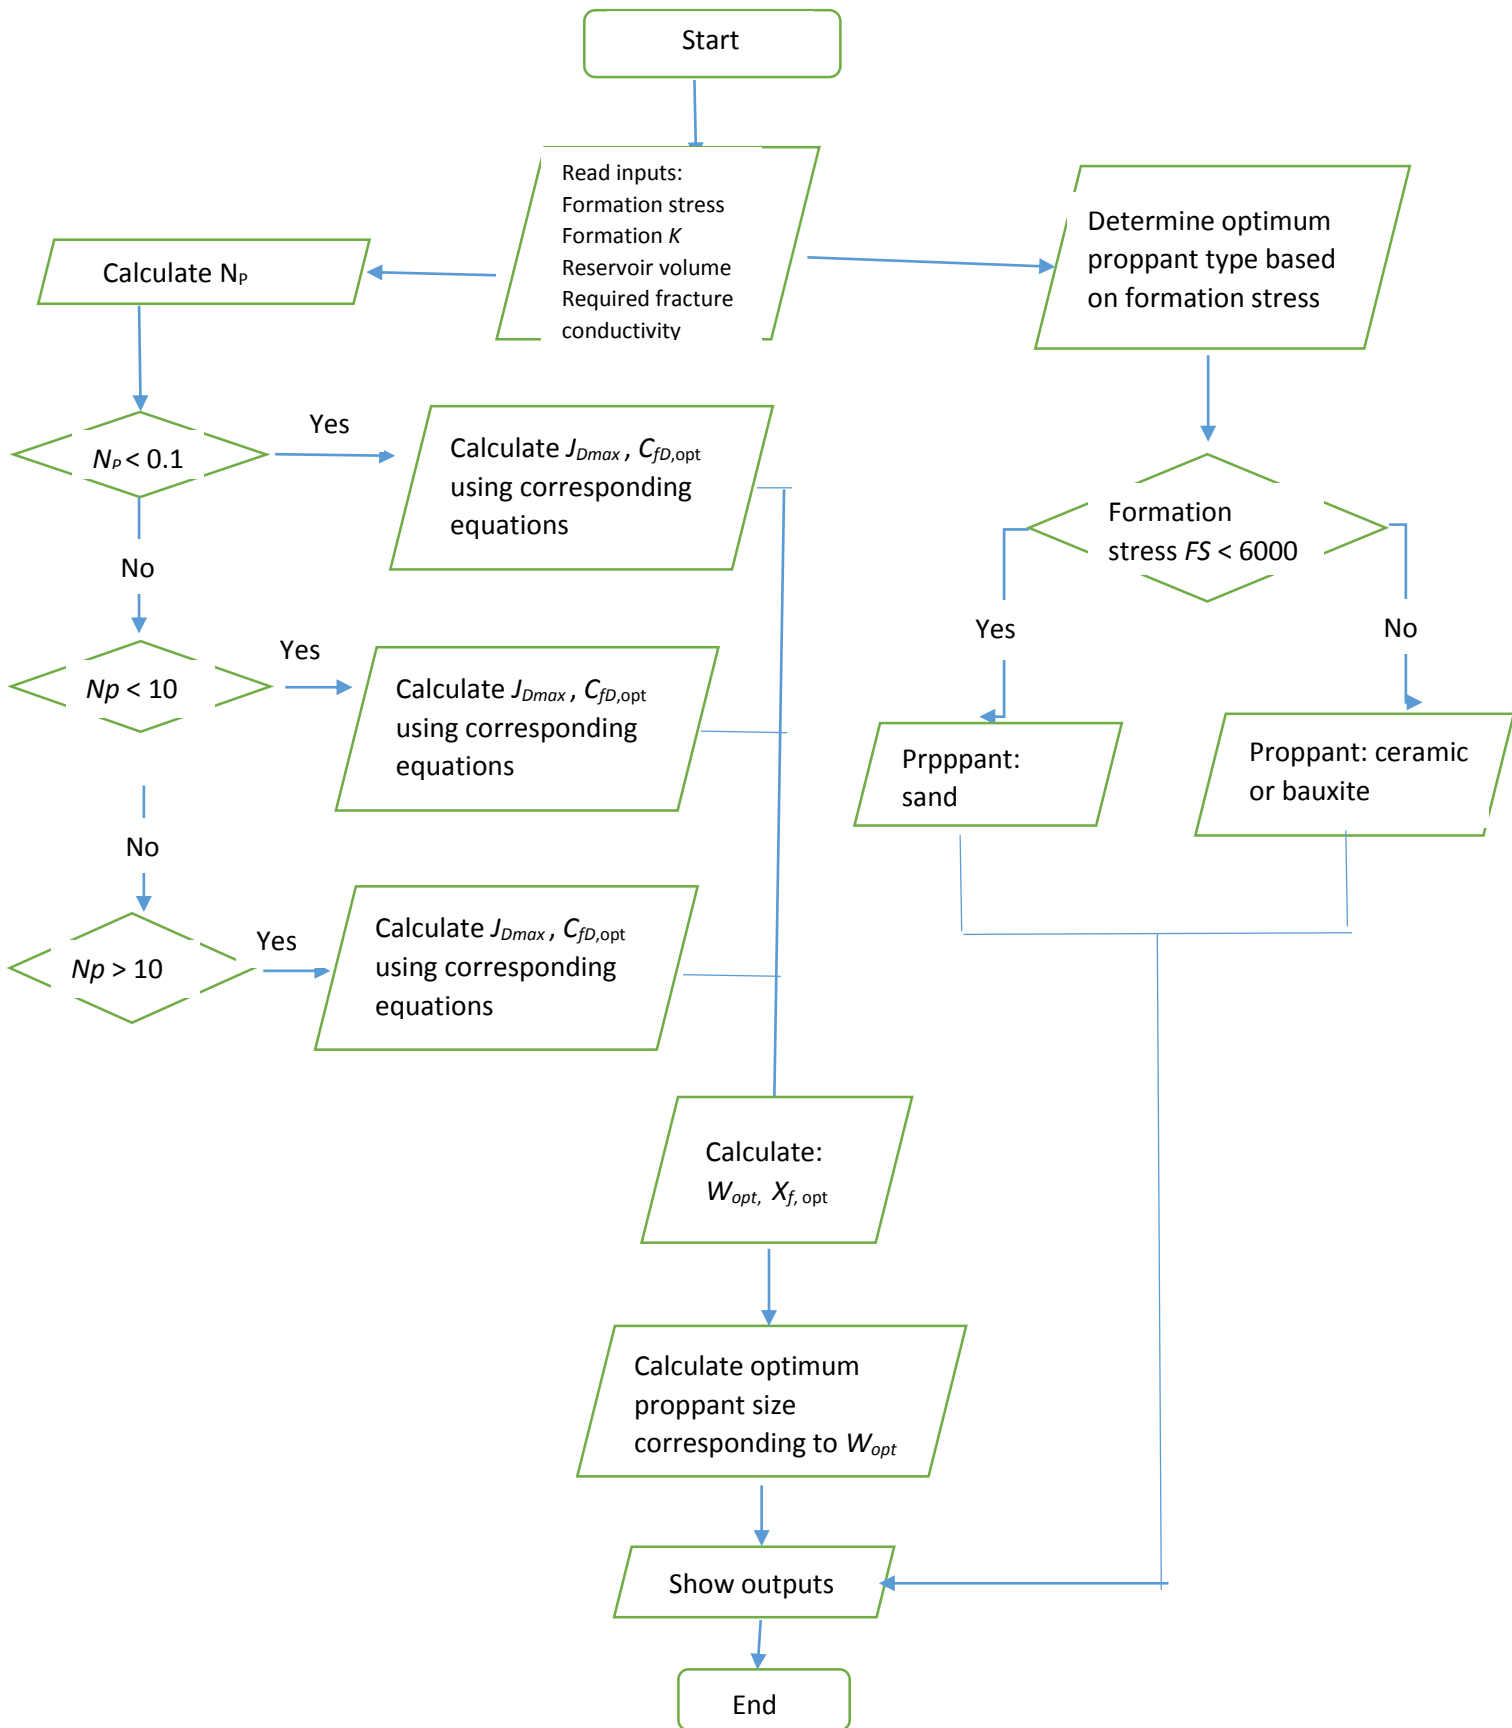 Start
Read inputs:
Formation stress
Formation K
Reservoir volume
Required fracture
conductivity
Determine optimum
proppant type based
on formation stress
Calculate NP
NP < 0.1
Yes
Calculate JDmax , CfD,opt
using corresponding
equations
No
Formation
stress FS < 6000
Yes
No
Np < 10
Yes
Calculate JDmax , CfD,opt
using corresponding
equations
Prpppant:
sand
Proppant: ceramic
or bauxite
No
Np > 10
Yes
Calculate JDmax , CfD,opt
using corresponding
equations
Calculate:
Wopt, Xf, opt
Calculate optimum
proppant size
corresponding to Wopt
Show outputs
End